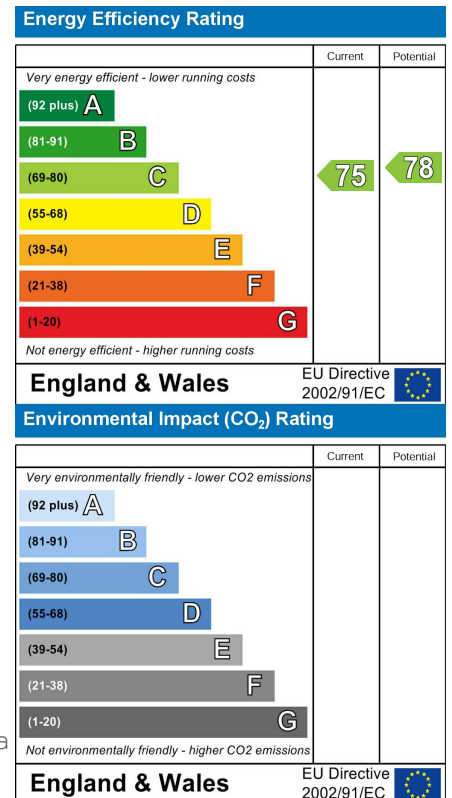 Energy Efficiency Rating
Current Potential
Very energy efficient - lower running costs
(92 plus) A
(81-91) B
(69-80) C 75 78
(55-68) D
(39-54) E
(21-38) F
(1-20) G
Not energy efficient - higher running costs
England & Wales EU Directive 2002/91/EC
Environmental Impact (CO₂) Rating
Current Potential
Very environmentally friendly - lower CO2 emissions
(92 plus) A
(81-91) B
(69-80) C
(55-68) D
(39-54) E
(21-38) F
(1-20) G
a
Not environmentally friendly - higher CO2 emissions
England & Wales EU Directive 2002/91/EC